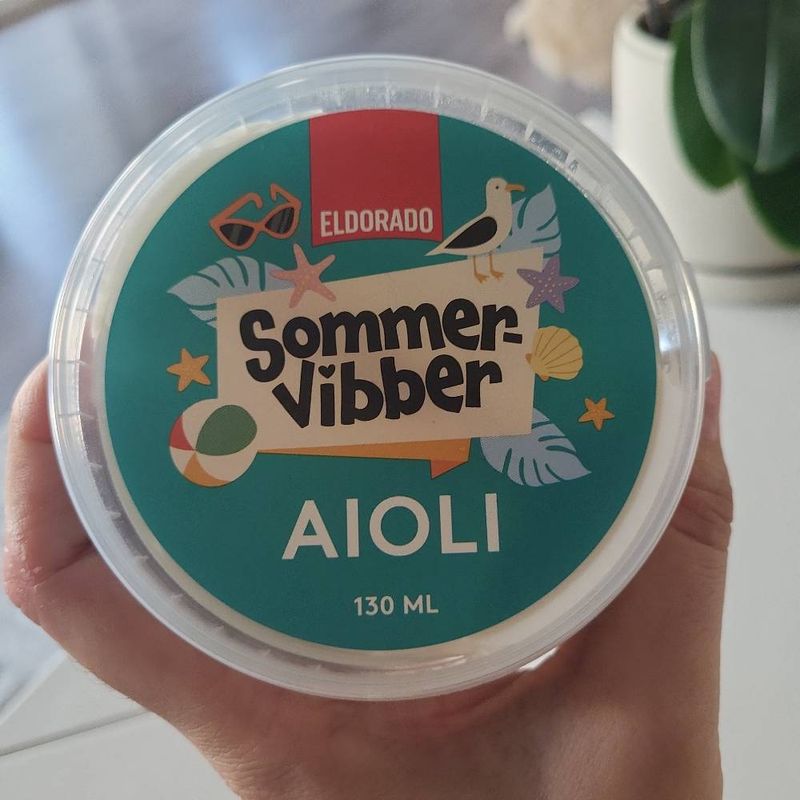 ELDORADO
Sommer-
vibber
AIOLI
130 ML